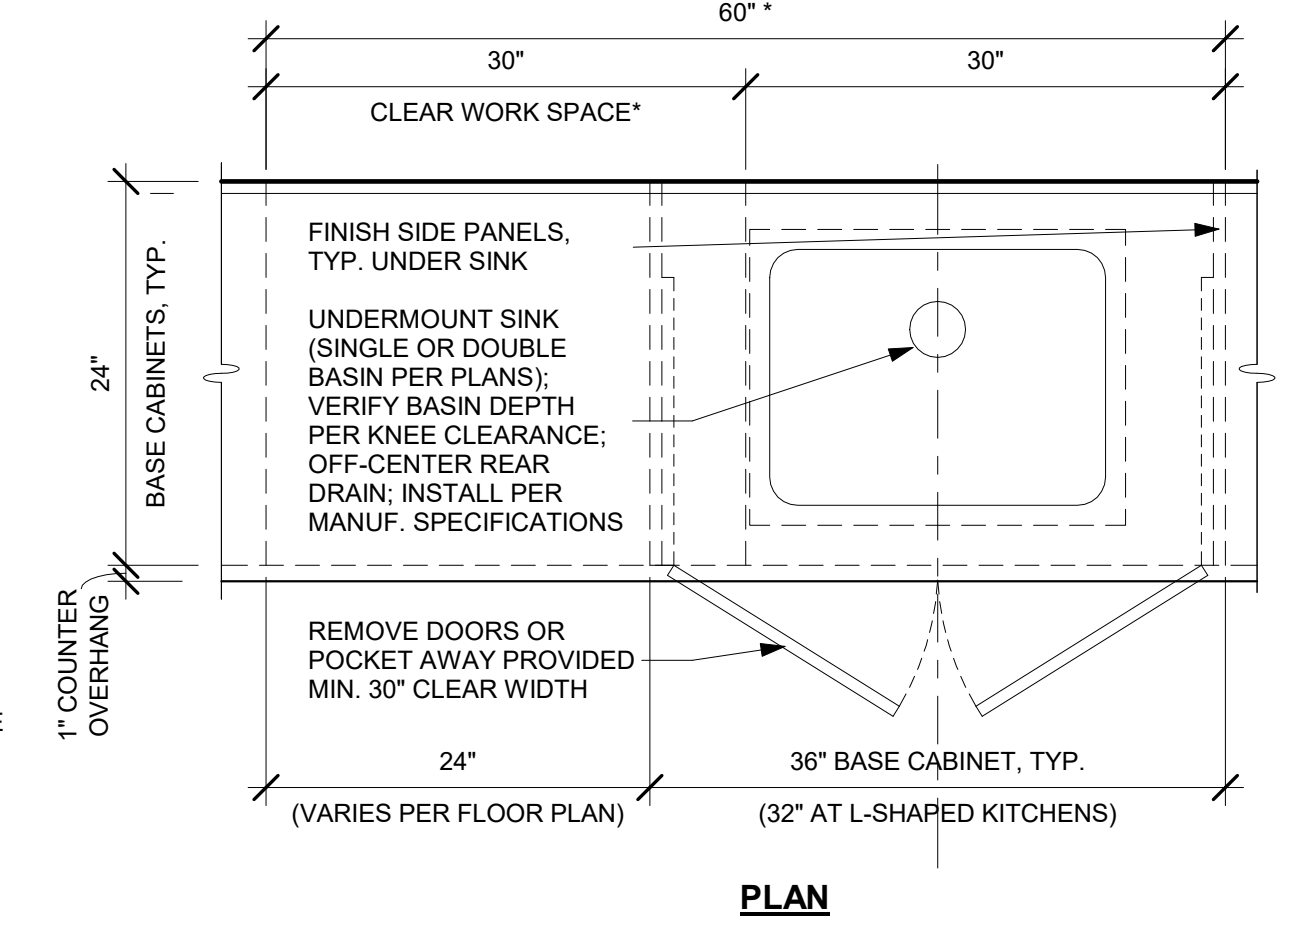 60" *
30"
30"
CLEAR WORK SPACE*
FINISH SIDE PANELS,
TYP. UNDER SINK
UNDERMOUNT SINK
(SINGLE OR DOUBLE
BASIN PER PLANS);
VERIFY BASIN DEPTH
PER KNEE CLEARANCE;
OFF-CENTER REAR
DRAIN; INSTALL PER
MANUF. SPECIFICATIONS
24"
BASE CABINETS, TYP.
1" COUNTER
OVERHANG
REMOVE DOORS OR
POCKET AWAY PROVIDED
MIN. 30" CLEAR WIDTH
24"
(VARIES PER FLOOR PLAN)
36" BASE CABINET, TYP.
(32" AT L-SHAPED KITCHENS)
PLAN